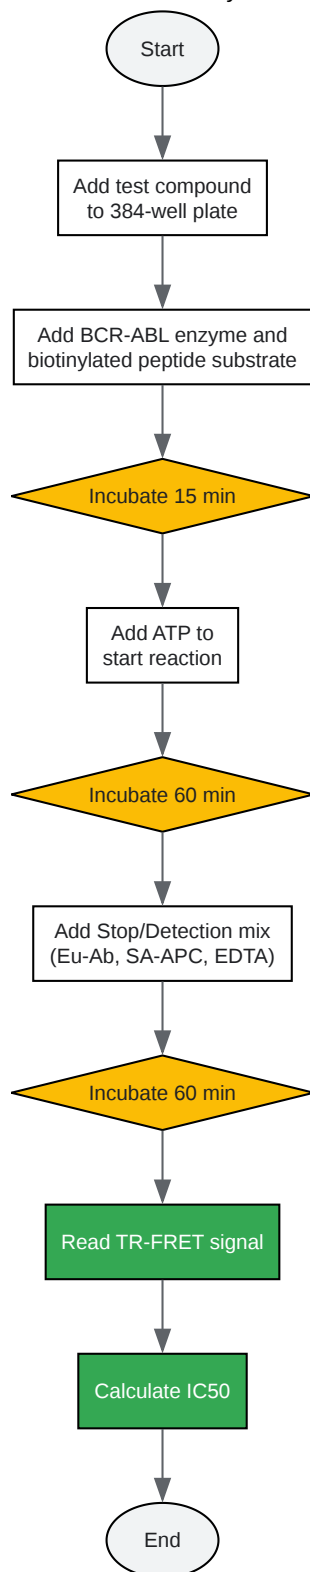 Start
Add test compound
to 384-well plate
Add BCR-ABL enzyme and
biotinylated peptide substrate
Incubate 15 min
Add ATP to
start reaction
Incubate 60 min
Add Stop/Detection mix
(Eu-Ab, SA-APC, EDTA)
Incubate 60 min
Read TR-FRET signal
Calculate IC50
End